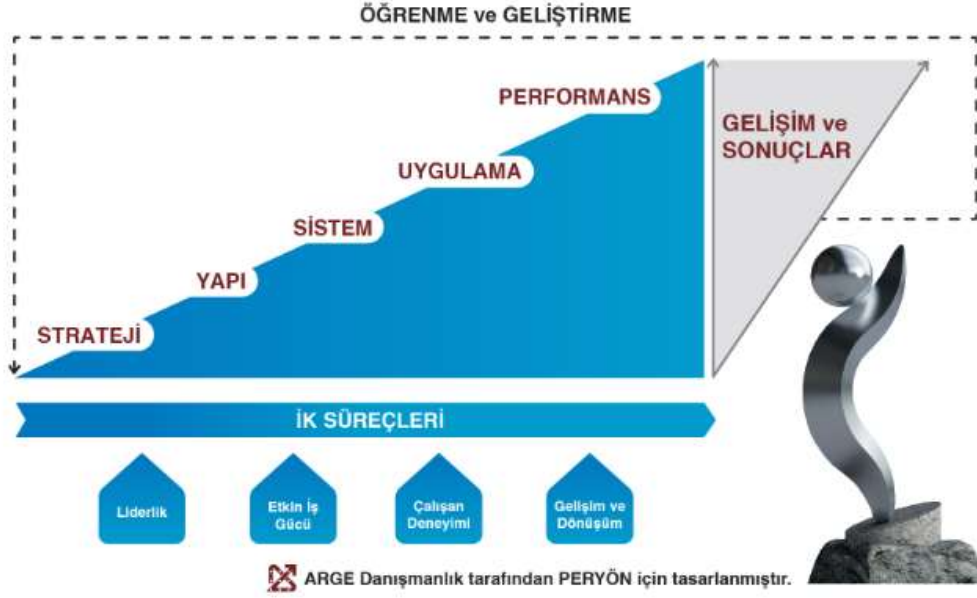 ÖĞRENME ve GELİŞTİRME
PERFORMANS
GELİŞİM ve
SONUÇLAR
UYGULAMA
SİSTEM
YAPI
STRATEJİ
İK SÜREÇLERİ
Liderlik
Etkin İş
Gücü
Çalışan
Deneyimi
Gelişim ve
Dönüşüm
ARGE Danışmanlık tarafından PERYÖN için tasarlanmıştır.